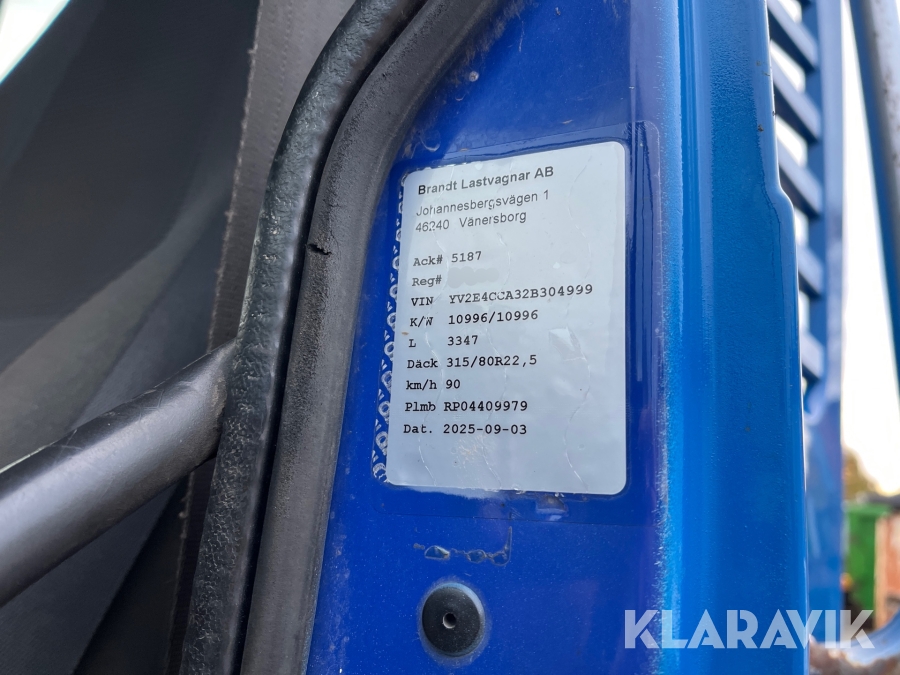 Brandt Lastvagnar AB
Johannesbergsvägen 1
46240 Vänersborg
Ack# 5187
Reg#
VIN YV2E4CCA32B304999
K/W 10996/10996
L 3347
Däck 315/80R22,5
km/h 90
Plmb RP04409979
Dat. 2025-09-03
KLARAVIK